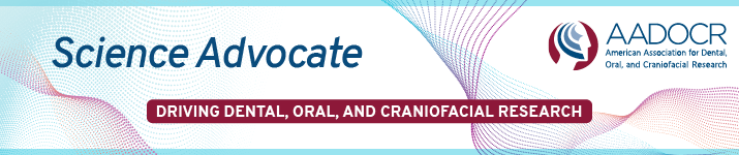 Science Advocate
AADOCR
American Association for Dental,
Oral, and Craniofacial Research
DRIVING DENTAL, ORAL, AND CRANIOFACIAL RESEARCH